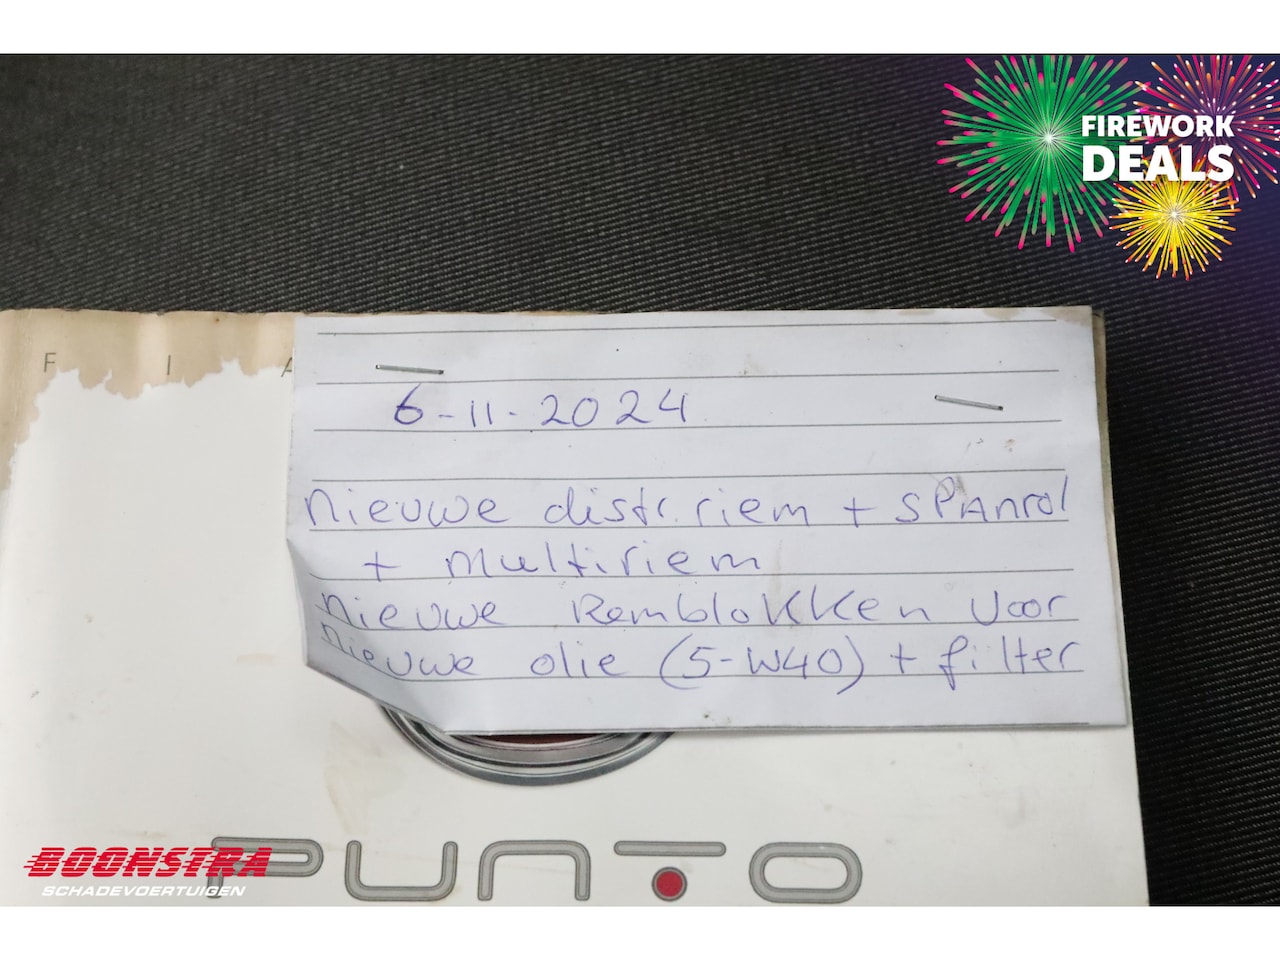 FIREWORK
DEALS
F I A
6-11-2024
Nieuwe distr. riem + SPAnrol
+ multiriem
Nieuwe Remblokken voor
Nieuwe olie (5-W40) + filter
PUNTO
BOONSTRA
SCHADEVOERTUIGEN